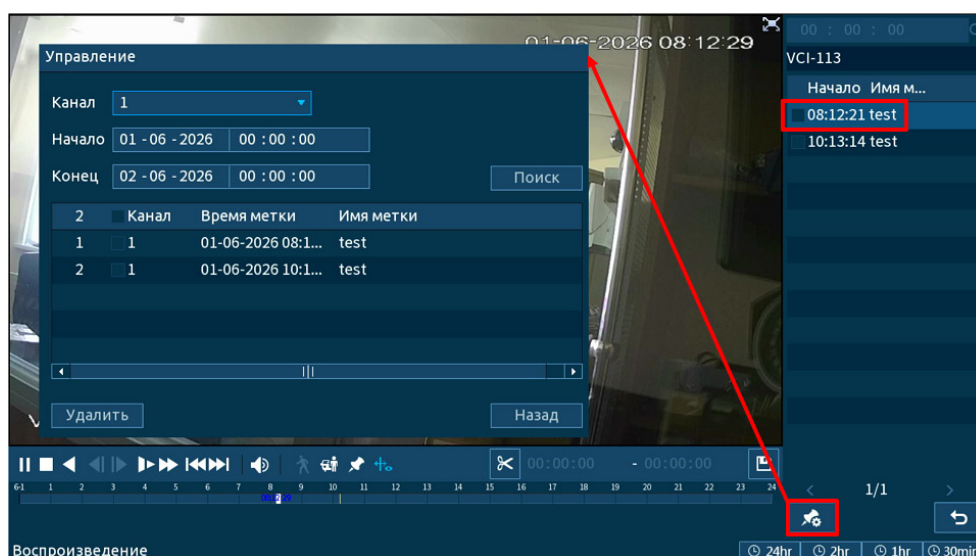 01-06-2026 08:12:29
00 : 00 : 00
Управление
VCI-113
Начало Имя м...
Канал 1
08:12:21 test
Начало 01 - 06 - 2026 00 : 00 : 00
10:13:14 test
Конец 02 - 06 - 2026 00 : 00 : 00
Поиск
2 Канал Время метки Имя метки
1 1 01-06-2026 08:1... test
2 1 01-06-2026 10:1... test
Удалить Назад
00:00:00 - 00:00:00
1 2 3 4 5 6 7 8 9 10 11 12 13 14 15 16 17 18 19 20 21 22 23 24
08:12:29
1/1
Воспроизведение
24hr 2hr 1hr 30min